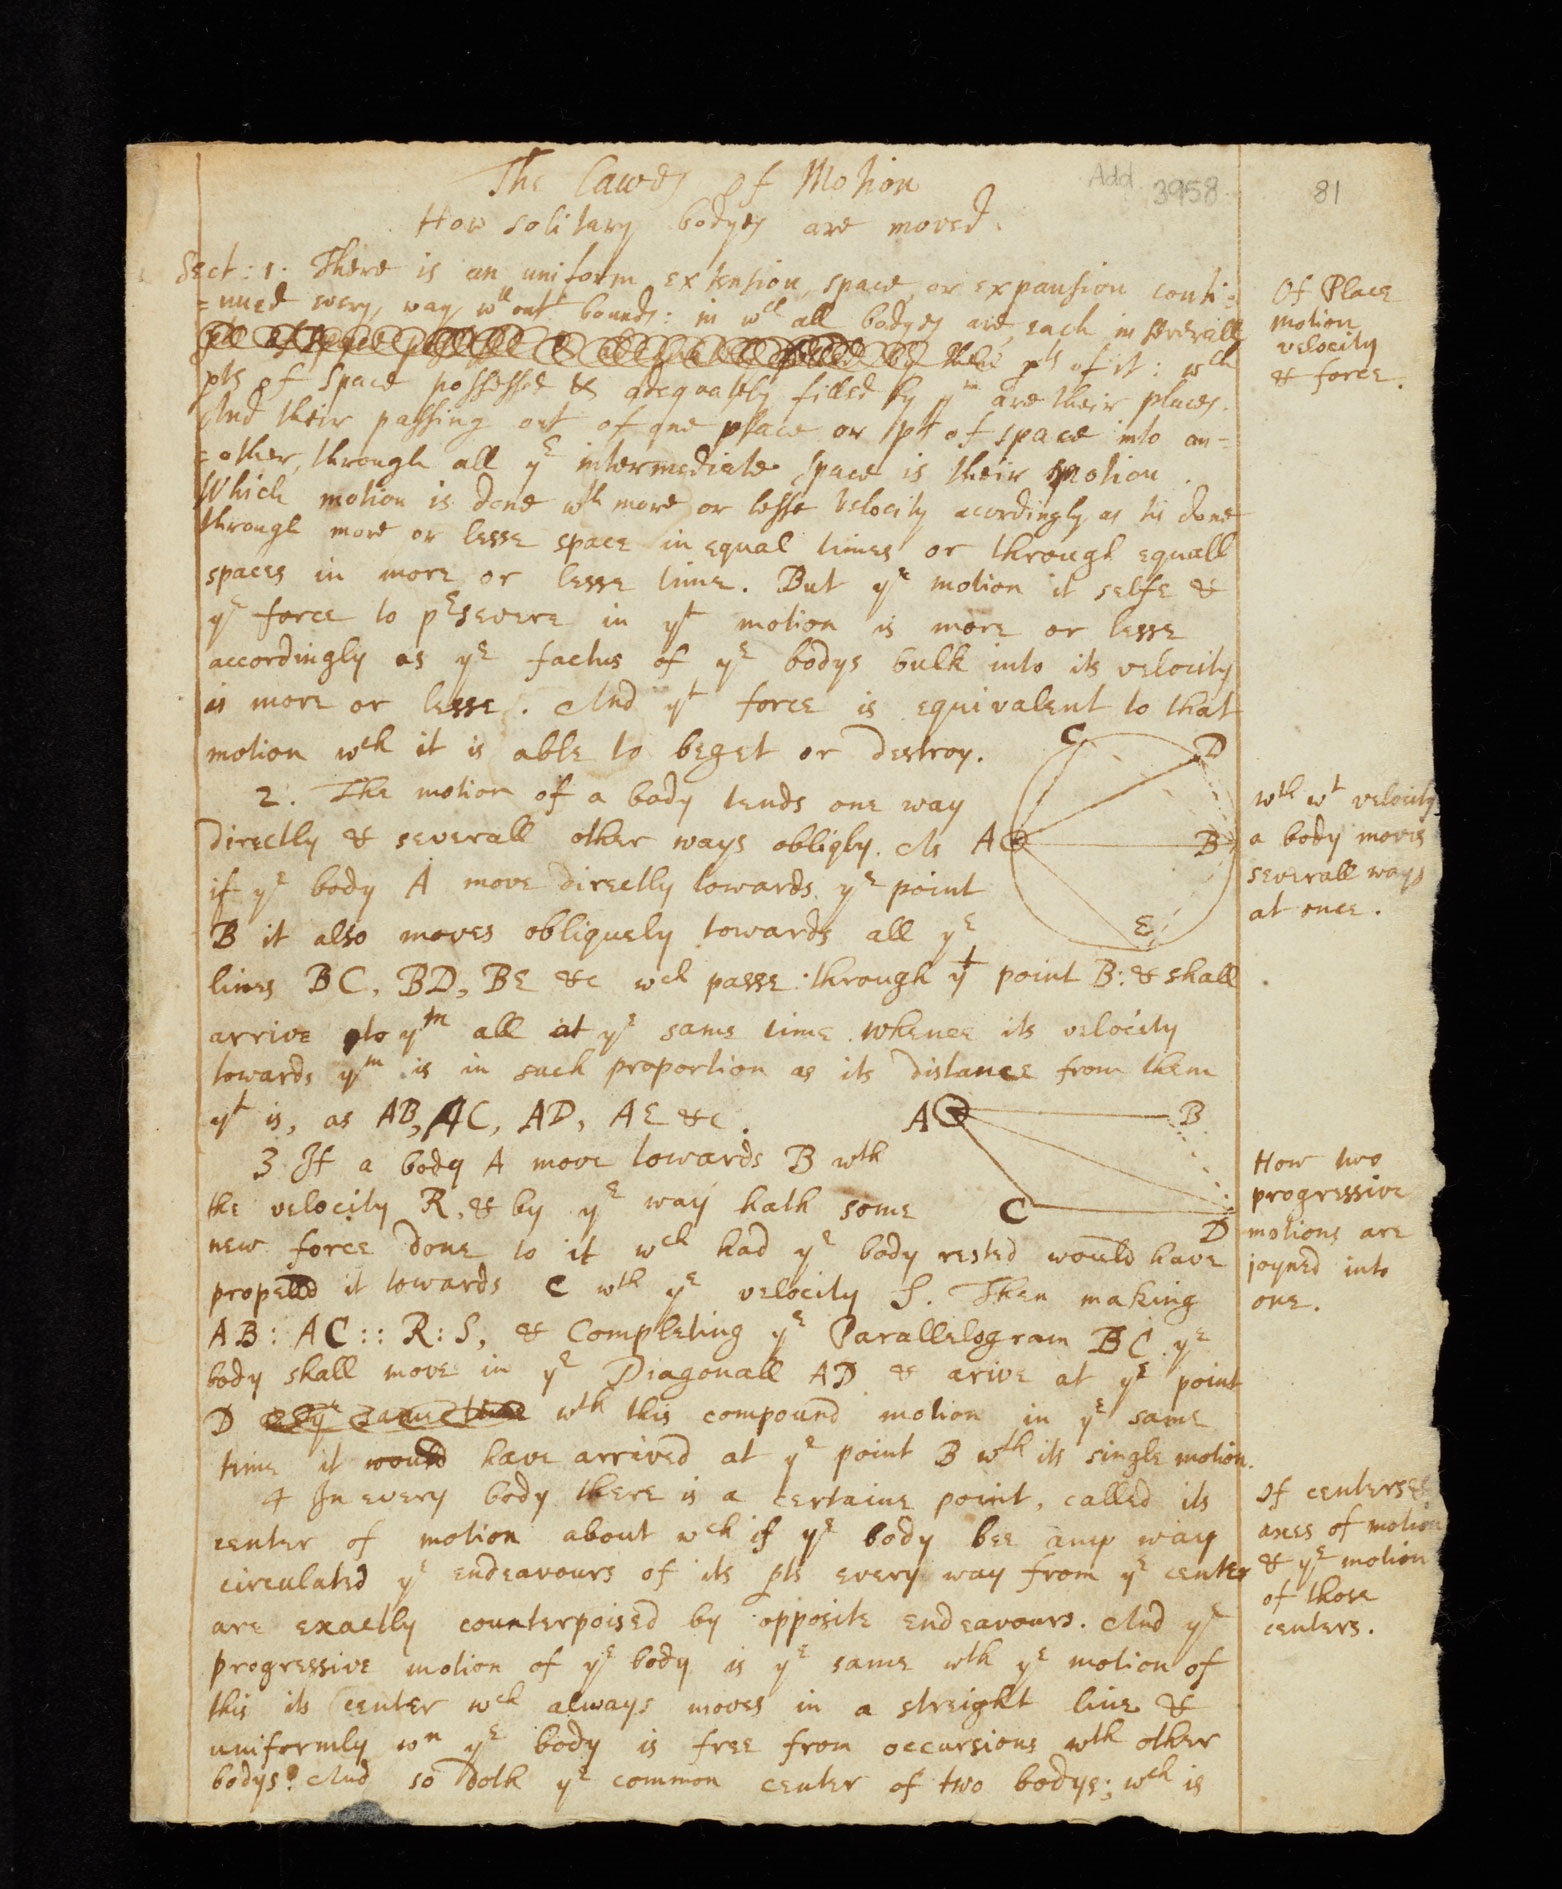 The Lawes of Motion
Add 3958
81
How solitary bodyes are moved.
Sect: 1. There is an uniform extension, space, or expansion conti-
=nued every way wthout bounds: in wch all bodyes are, each in severall
pts of it: wch
pts of Space possessed & adequately filled by ym are their places.
And their passing out of one place or pt of space into an-
=other, through all ye intermediate Space is their motion.
Which motion is done wth more or lesse Velocity acordingly as tis done
through more or lesse space in equal times or through equall
spaces in more or lesse time. But ye motion it selfe &
ye force to pesevere in yt motion is more or lesse
accordingly as ye factus of ye bodys bulk into its velocity
is more or lesse. And yt force is equivalent to that
motion wch it is able to beget or destroy.
Of Place
motion
velocity
& force.
2. The motion of a body tends one way
directly & severall other ways obliqly. As
if ye body A move directly towards ye point
B it also moves obliquely towards all ye
lines BC, BD, BE &c wch passe through yt point B: & shall
arrive to ym all at ye same time. Whence its velocity
towards ym is in such proportion as its distance from them
yt is, as AB, AC, AD, AE &c.
C
D
A
B
E
wth wt velocity
a body moves
severall ways
at once.
3 If a body A move towards B wth
the velocity R, & by ye way hath some
new force done to it wch had ye body rested would have
propelled it towards C wth ye velocity S. Then making
AB: AC:: R: S, & Completing ye Parallelogram BC ye
body shall move in ye Diagonall AD & arive at ye point
D at ye same time wth this compound motion in ye same
time it would have arrived at ye point B wth its single motion.
A
B
C
D
How two
progressive
motions are
joyned into
one.
4 In every body there is a certaine point, called its
center of motion about wch if ye body bee any way
circulated ye endeavours of its pts every way from ye center
are exactly counterpoised by opposite endeavours. And ye
progressive motion of ye body is ye same wth ye motion of
this its center wch always moves in a streight line &
uniformly wn ye body is free from occursions wth other
bodys. And so doth ye common center of two bodys; wch is
Of centers &
axes of motion
& ye motion
of those
centers.